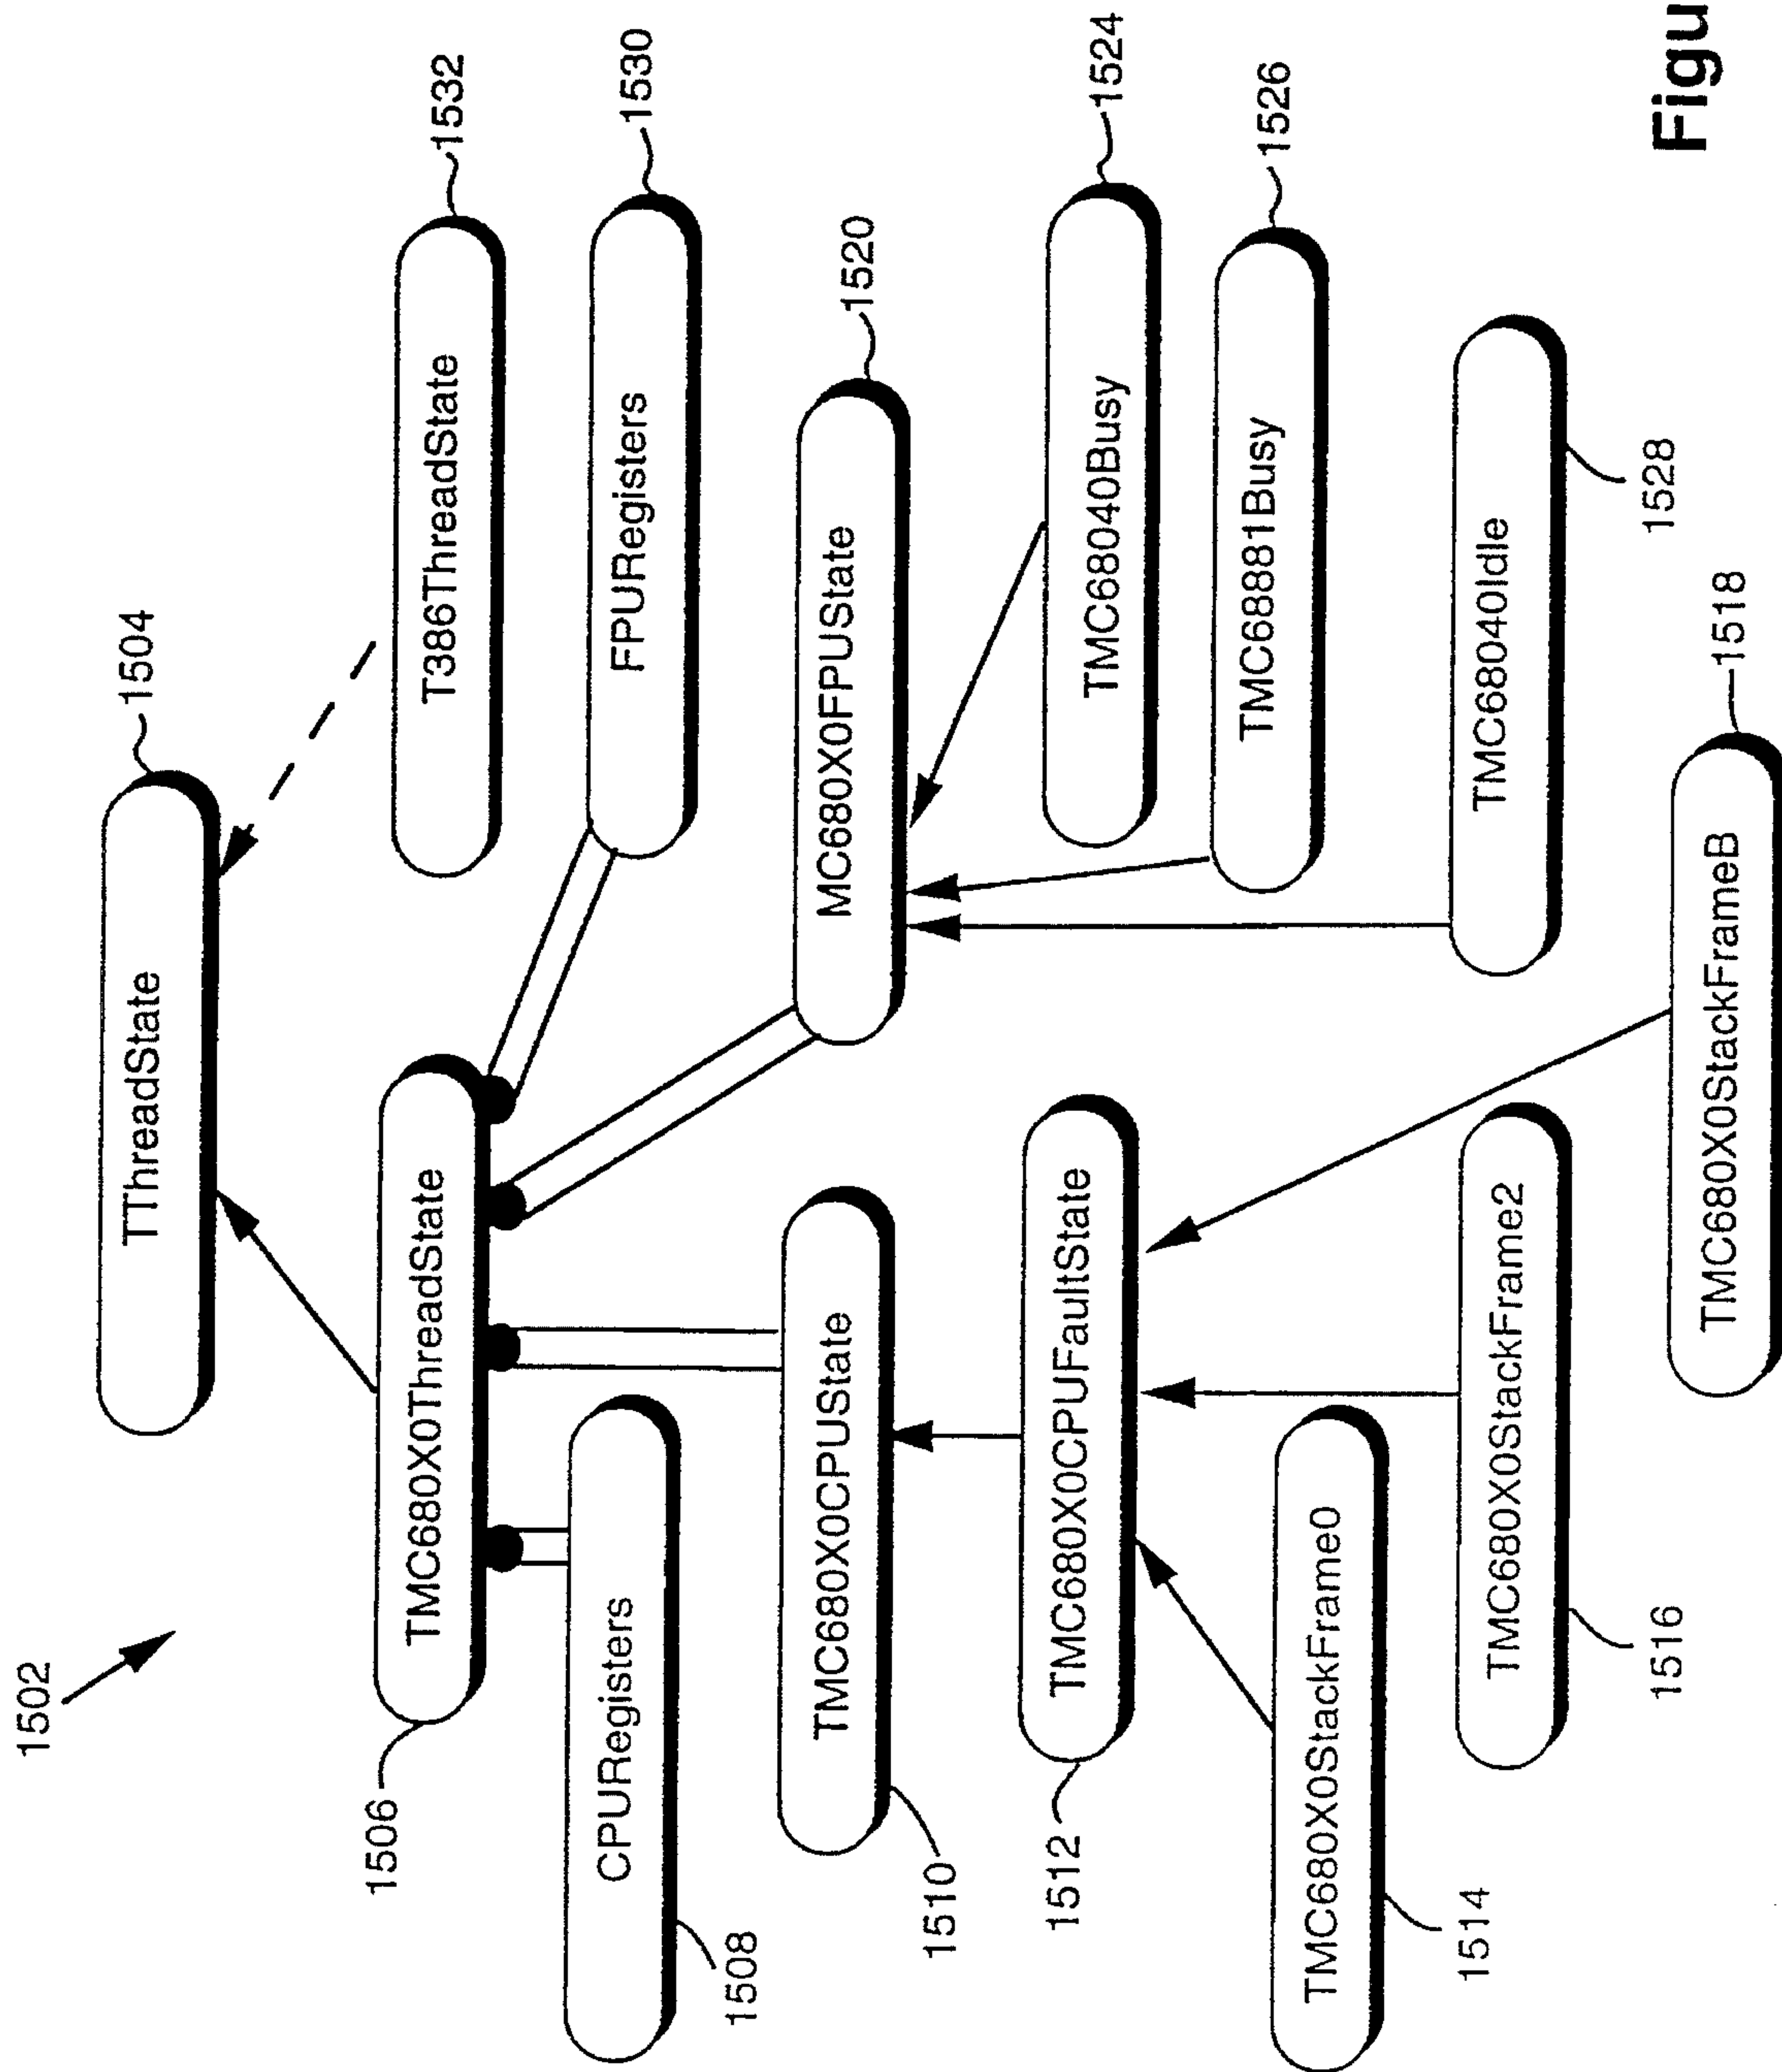 1502
1504
TThreadState
1532
1506
TMC680X0ThreadState
T386ThreadState
1530
CPURegisters
FPURegisters
1508
1520
TMC680X0CPUState
MC680X0FPUState
1510
1524
TMC680X0CPUFaultState
TMC68040Busy
1512
1526
TMC680X0StackFrame0
TMC68881Busy
1514
TMC680X0StackFrame2
TMC68040Idle
1516
1528
1518
TMC680X0StackFrameB
Figu